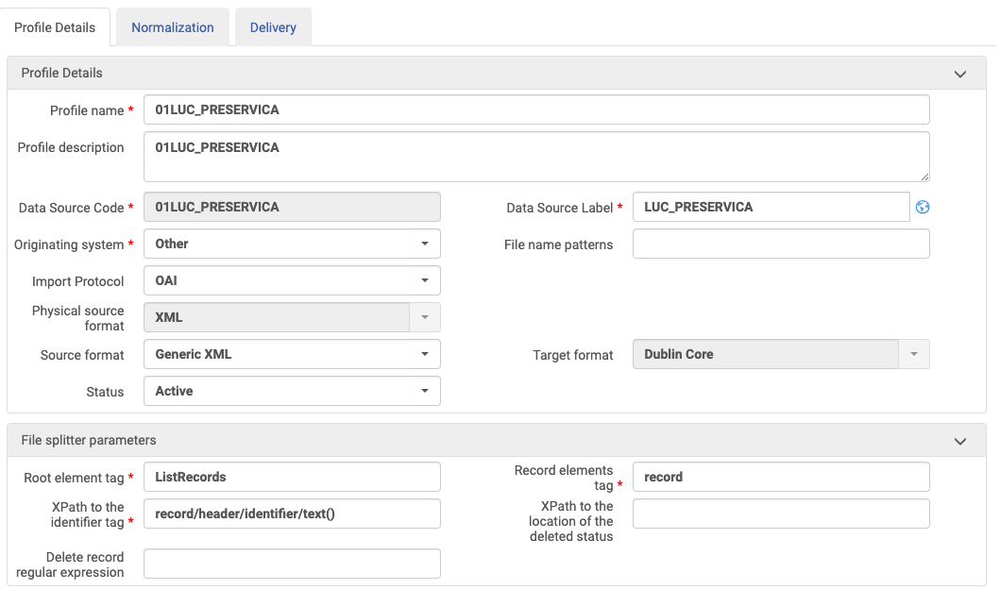 Profile Details Normalization Delivery
Profile Details
Profile name * 01LUC_PRESERVICA
Profile description 01LUC_PRESERVICA
Data Source Code * 01LUC_PRESERVICA Data Source Label * LUC_PRESERVICA
Originating system * Other File name patterns
Import Protocol OAI
Physical source
format
XML
Source format Generic XML Target format Dublin Core
Status Active
File splitter parameters
Root element tag * ListRecords
Record elements
tag *
record
XPath to the
identifier tag *
record/header/identifier/text()
XPath to the
location of the
deleted status
Delete record
regular expression